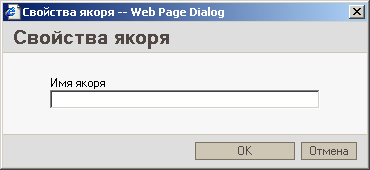 Свойства якоря -- Web Page Dialog
Свойства якоря
Имя якоря
OK Отмена